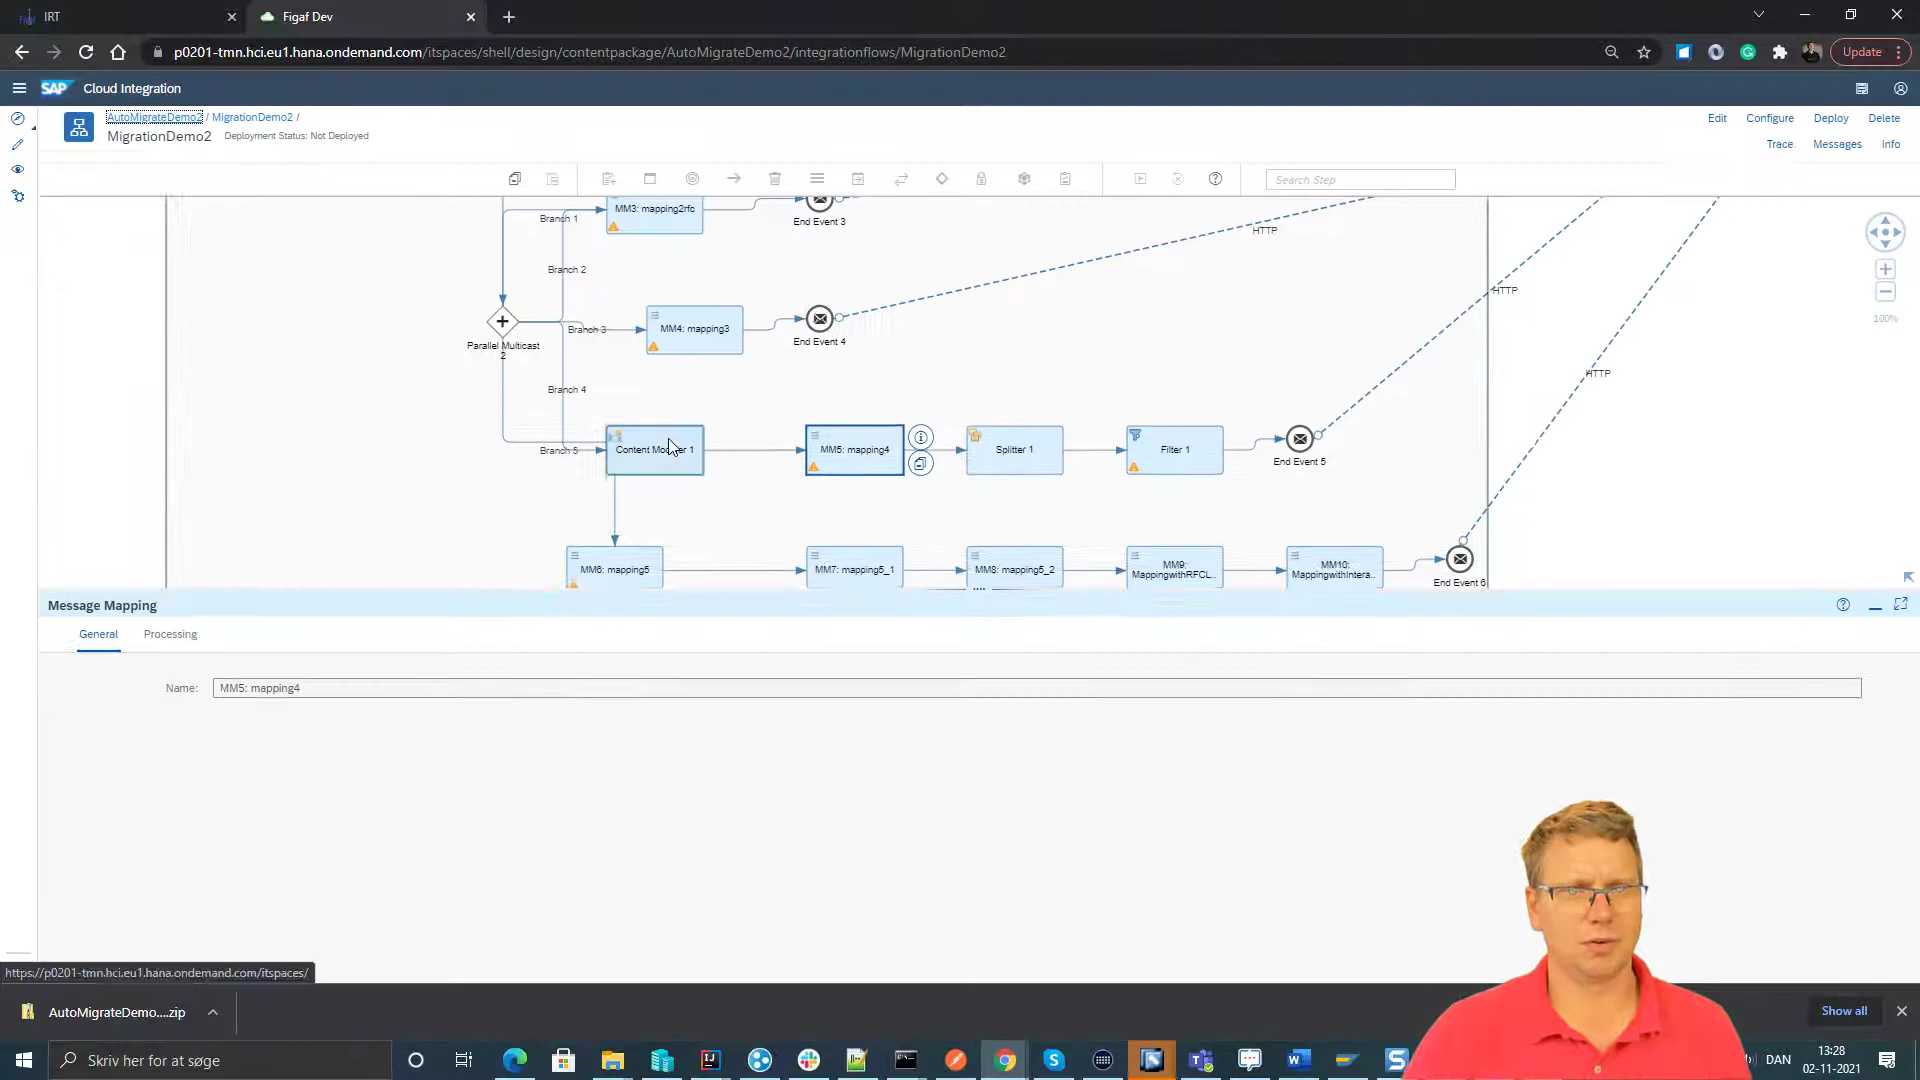 IRT
Figaf Dev
p0201-tmn.hci.eu1.hana.ondemand.com/itspaces/shell/design/contentpackage/AutoMigrateDemo2/integrationflows/MigrationDemo2
Update
SAP
Cloud Integration
AutoMigrateDemo2 / MigrationDemo2 /
MigrationDemo2
Deployment Status: Not Deployed
Edit
Configure
Deploy
Delete
Trace
Messages
Info
Search Step
Branch 1
MM3: mapping2rfc
End Event 3
HTTP
Branch 2
HTTP
100%
Parallel Multicast
2
Branch 3
MM4: mapping3
End Event 4
HTTP
Branch 4
Branch 5
MM5: mapping4
Splitter 1
Filter 1
End Event 5
MM6: mapping5
MM7: mapping5_1
MM8: mapping5_2
MM9:
MappingwithRFCL..
MM10:
MappingwithIntera..
End Event 6
Message Mapping
General
Processing
Name:
MM5: mapping4
https://p0201-tmn.hci.eu1.hana.ondemand.com/itspaces/
AutoMigrateDemo....zip
Show all
Skriv her for at søge
DAN
13:28
02-11-2021